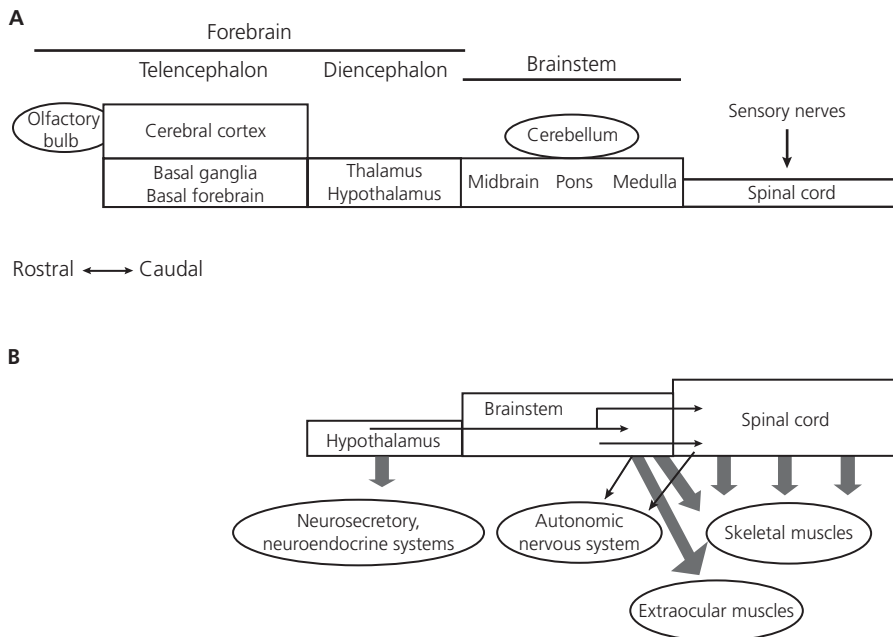 A
Forebrain
Telencephalon
Diencephalon
Brainstem
Olfactory
bulb
Cerebral cortex
Cerebellum
Sensory nerves
Basal ganglia
Basal forebrain
Thalamus
Hypothalamus
Midbrain Pons Medulla
Spinal cord
Rostral Caudal
B
Brainstem
Spinal cord
Hypothalamus
Neurosecretory,
neuroendocrine systems
Autonomic
nervous system
Skeletal muscles
Extraocular muscles